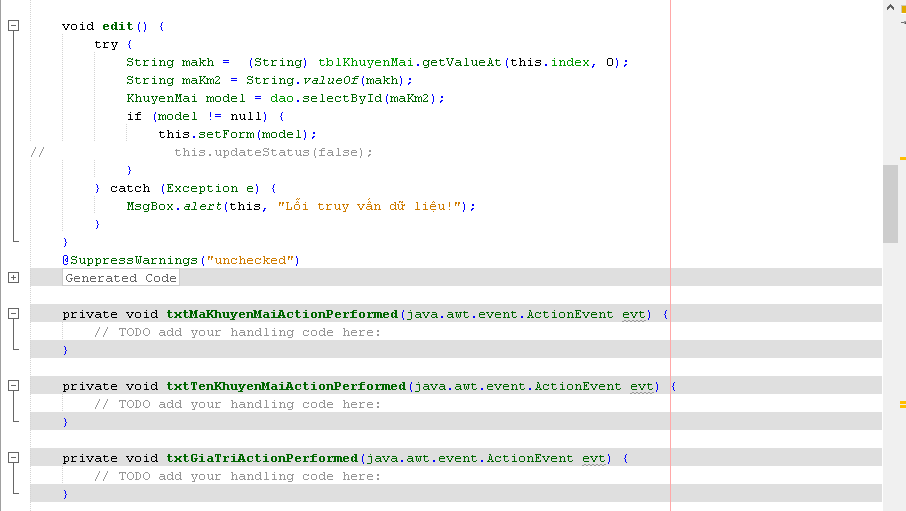 void edit() {
try {
String makh =  (String) tblKhuyenMai.getValueAt(this.index, 0);
String maKm2 = String.valueOf(makh);
KhuyenMai model = dao.selectById(maKm2);
if (model != null) {
this.setForm(model);
//                this.updateStatus(false);
}
} catch (Exception e) {
MsgBox.alert(this, "Lỗi truy vấn dữ liệu!");
}
}
@SuppressWarnings("unchecked")
Generated Code
private void txtMaKhuyenMaiActionPerformed(java.awt.event.ActionEvent evt) {
// TODO add your handling code here:
}
private void txtTenKhuyenMaiActionPerformed(java.awt.event.ActionEvent evt) {
// TODO add your handling code here:
}
private void txtGiaTriActionPerformed(java.awt.event.ActionEvent evt) {
// TODO add your handling code here:
}